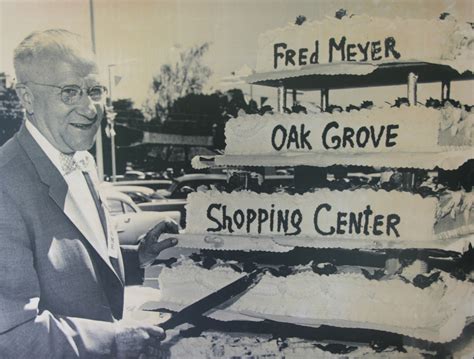 Fred Meyer
Oak Grove
Shopping Center